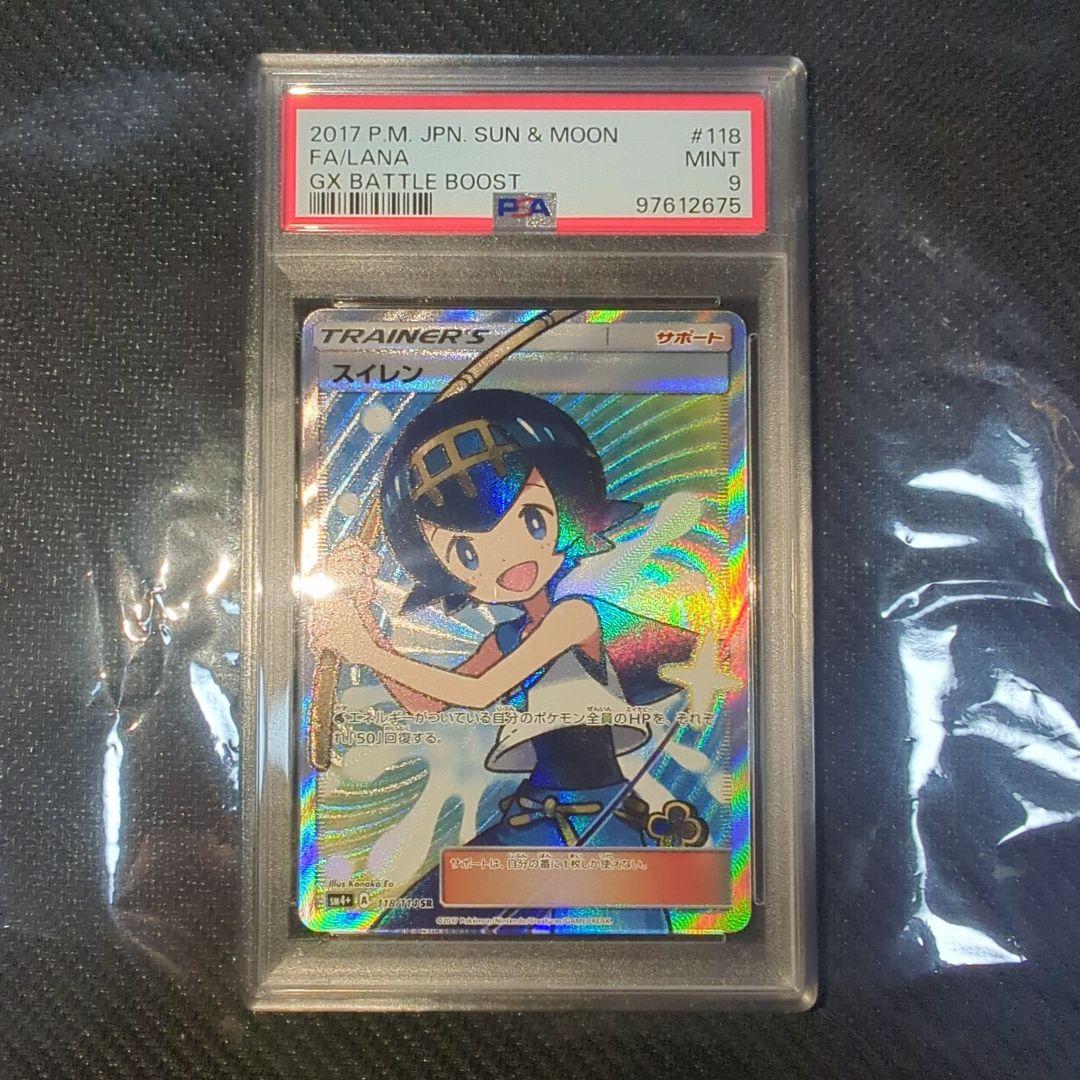 2017 P.M. JPN. SUN & MOON #118
FA/LANA MINT
GX BATTLE BOOST 9
PSA 97612675
TRAINER'S サポート
スイレン
エネルギーがついている自分のポケモン全員のHPを、それぞ
れ「50」回復する。
サポートは、自分の番に1枚しか使えない。
Illus. Kanako Eo
SM4+ A 118/114 SR
©2017 Pokémon/Nintendo/Creatures/GAME FREAK.